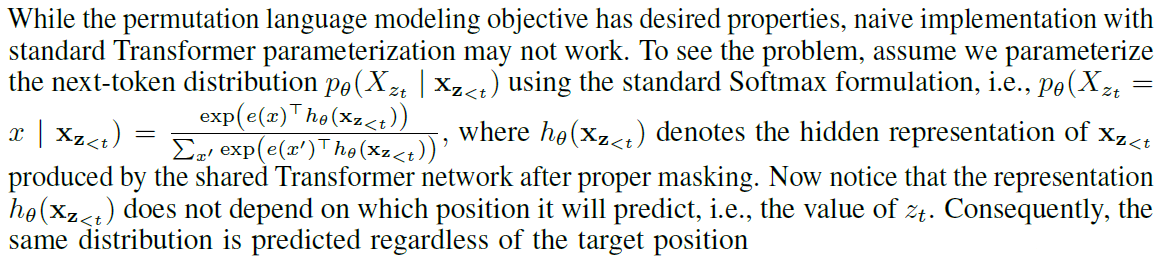 While the permutation language modeling objective has desired properties, naive implementation with
standard Transformer parameterization may not work. To see the problem, assume we parameterize
the next-token distribution $p_\theta(X_{z_t} \mid \mathbf{x}_{\mathbf{z}_{<t}})$ using the standard Softmax formulation, i.e., $p_\theta(X_{z_t} =$
$x \mid \mathbf{x}_{\mathbf{z}_{<t}}) = \frac{\exp(e(x)^\top h_\theta(\mathbf{x}_{\mathbf{z}_{<t}}))}{\sum_{x'} \exp(e(x')^\top h_\theta(\mathbf{x}_{\mathbf{z}_{<t}}))}$, where $h_\theta(\mathbf{x}_{\mathbf{z}_{<t}})$ denotes the hidden representation of $\mathbf{x}_{\mathbf{z}_{<t}}$
produced by the shared Transformer network after proper masking. Now notice that the representation
$h_\theta(\mathbf{x}_{\mathbf{z}_{<t}})$ does not depend on which position it will predict, i.e., the value of $z_t$. Consequently, the
same distribution is predicted regardless of the target position